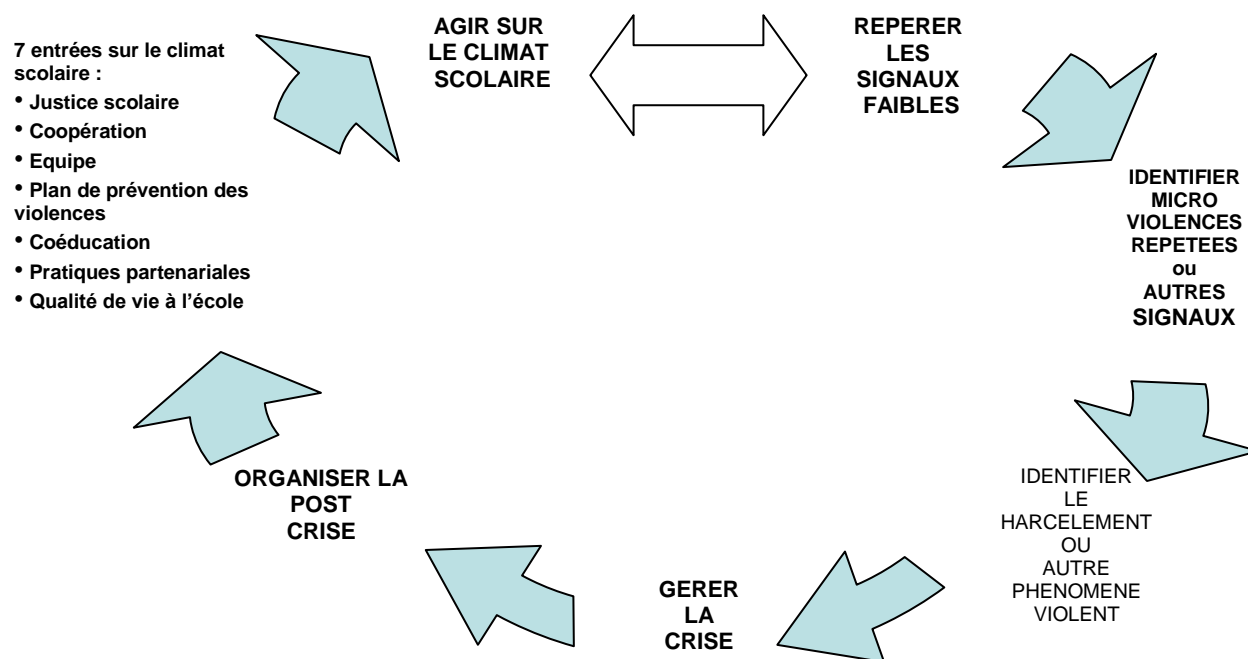 7 entrées sur le climat
scolaire :
• Justice scolaire
• Coopération
• Equipe
• Plan de prévention des
violences
• Coéducation
• Pratiques partenariales
• Qualité de vie à l’école
AGIR SUR
LE CLIMAT
SCOLAIRE
REPERER
LES
SIGNAUX
FAIBLES
IDENTIFIER
MICRO
VIOLENCES
REPETEES
ou
AUTRES
SIGNAUX
IDENTIFIER
LE
HARCELEMENT
OU
AUTRE
PHENOMENE
VIOLENT
GERER
LA
CRISE
ORGANISER LA
POST
CRISE